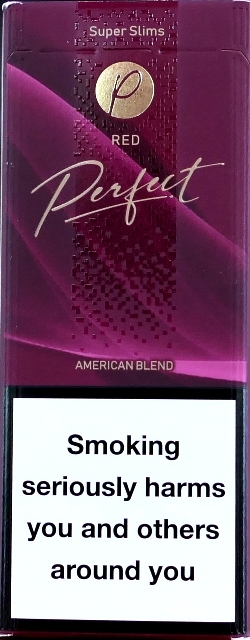 Super Slims
P
RED
Perfect
AMERICAN BLEND
Smoking
seriously harms
you and others
around you